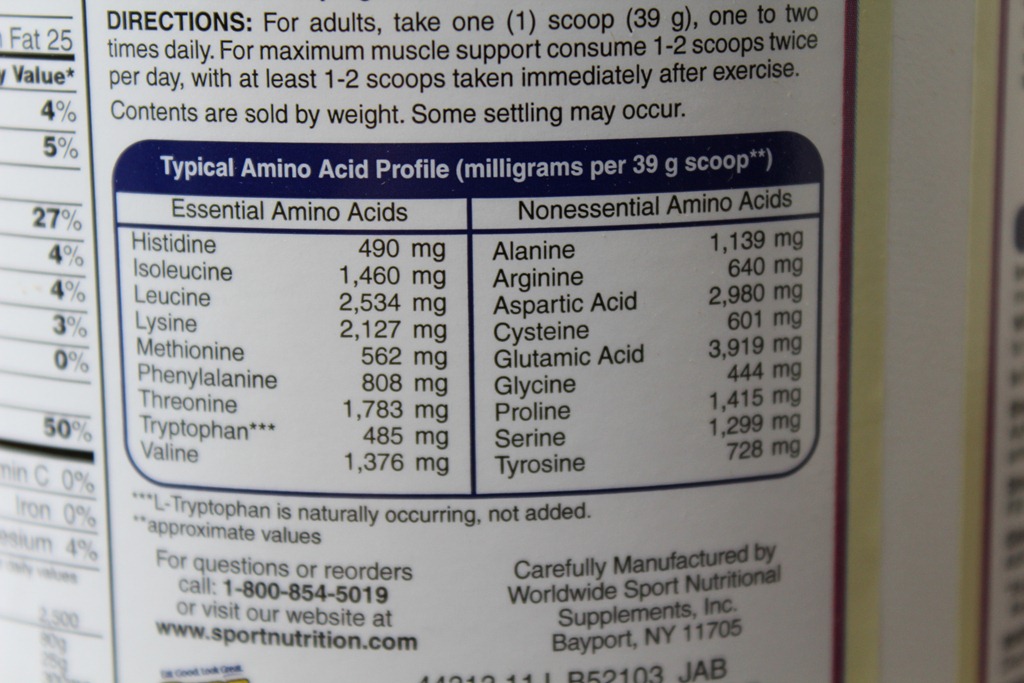 Fat 25
Value*
4%
5%
27%
4%
4%
3%
0%
50%
min C 0%
Iron 0%
esium 4%
2,500
DIRECTIONS: For adults, take one (1) scoop (39 g), one to two
times daily. For maximum muscle support consume 1-2 scoops twice
per day, with at least 1-2 scoops taken immediately after exercise.
Contents are sold by weight. Some settling may occur.
Typical Amino Acid Profile (milligrams per 39 g scoop**)
Essential Amino Acids
Histidine 490 mg
Isoleucine 1,460 mg
Leucine 2,534 mg
Lysine 2,127 mg
Methionine 562 mg
Phenylalanine 808 mg
Threonine 1,783 mg
Tryptophan*** 485 mg
Valine 1,376 mg
Nonessential Amino Acids
Alanine 1,139 mg
Arginine 640 mg
Aspartic Acid 2,980 mg
Cysteine 601 mg
Glutamic Acid 3,919 mg
Glycine 444 mg
Proline 1,415 mg
Serine 1,299 mg
Tyrosine 728 mg
***L-Tryptophan is naturally occurring, not added.
**approximate values
For questions or reorders
call: 1-800-854-5019
or visit our website at
www.sportnutrition.com
Carefully Manufactured by
Worldwide Sport Nutritional
Supplements, Inc.
Bayport, NY 11705
B52103 JAB